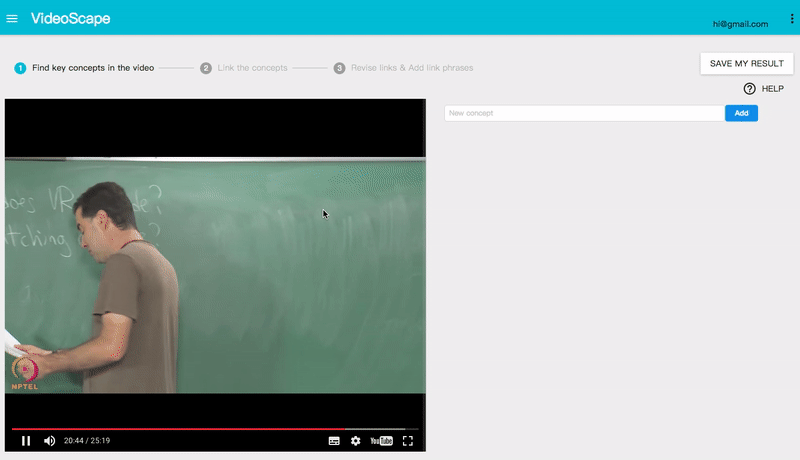 VideoScape
hi@gmail.com
1 Find key concepts in the video
2 Link the concepts
3 Revise links & Add link phrases
SAVE MY RESULT
? HELP
New concept
Add
oes VR de?
tching e?
NPTEL
20:44 / 25:19
YouTube